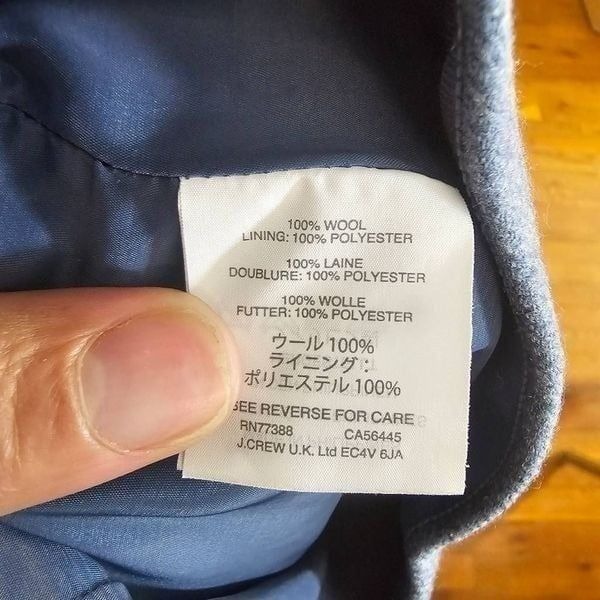 100% WOOL
LINING: 100% POLYESTER
100% LAINE
DOUBLURE: 100% POLYESTER
100% WOLLE
FUTTER: 100% POLYESTER
ウール 100%
ライニング :
ポリエステル 100%
SEE REVERSE FOR CARE
RN77388 CA56445
J.CREW U.K. Ltd EC4V 6JA